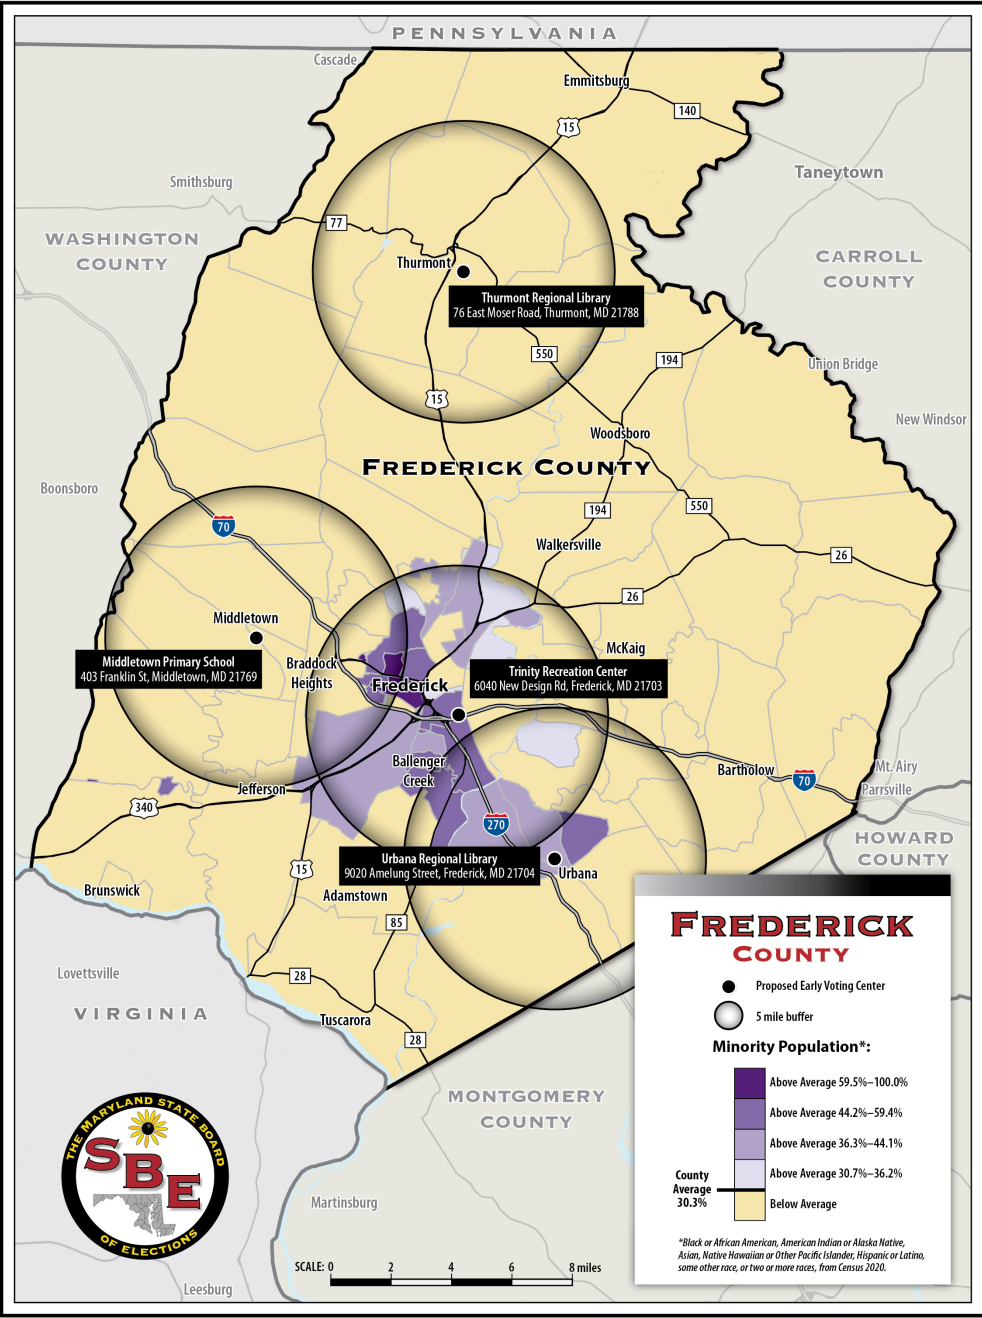 PENNSYLVANIA
Cascade
Emmitsburg
140
15
Taneytown
Smithsburg
77
WASHINGTON
COUNTY
CARROLL
COUNTY
Thurmont
Thurmont Regional Library
76 East Moser Road, Thurmont, MD 21788
550
194
Union Bridge
15
New Windsor
Woodsboro
FREDERICK COUNTY
Boonsboro
70
194
550
Walkersville
26
26
Middletown
McKaig
Middletown Primary School
403 Franklin St, Middletown, MD 21769
Braddock
Heights
Trinity Recreation Center
6040 New Design Rd, Frederick, MD 21703
Frederick
Ballenger
Creek
Bartholow
70
Mt. Airy
Parrsville
Jefferson
340
270
HOWARD
COUNTY
Urbana Regional Library
9020 Amelung Street, Frederick, MD 21704
15
Urbana
Brunswick
Adamstown
85
Lovettsville
28
VIRGINIA
Tuscarora
28
MONTGOMERY
COUNTY
Martinsburg
Leesburg
FREDERICK
COUNTY
Proposed Early Voting Center
5 mile buffer
Minority Population*:
Above Average 59.5%–100.0%
Above Average 44.2%–59.4%
Above Average 36.3%–44.1%
Above Average 30.7%–36.2%
County
Average
30.3%
Below Average
*Black or African American, American Indian or Alaska Native,
Asian, Native Hawaiian or Other Pacific Islander, Hispanic or Latino,
some other race, or two or more races, from Census 2020.
THE MARYLAND STATE BOARD
SBE
OF ELECTIONS
SCALE: 0 2 4 6 8 miles